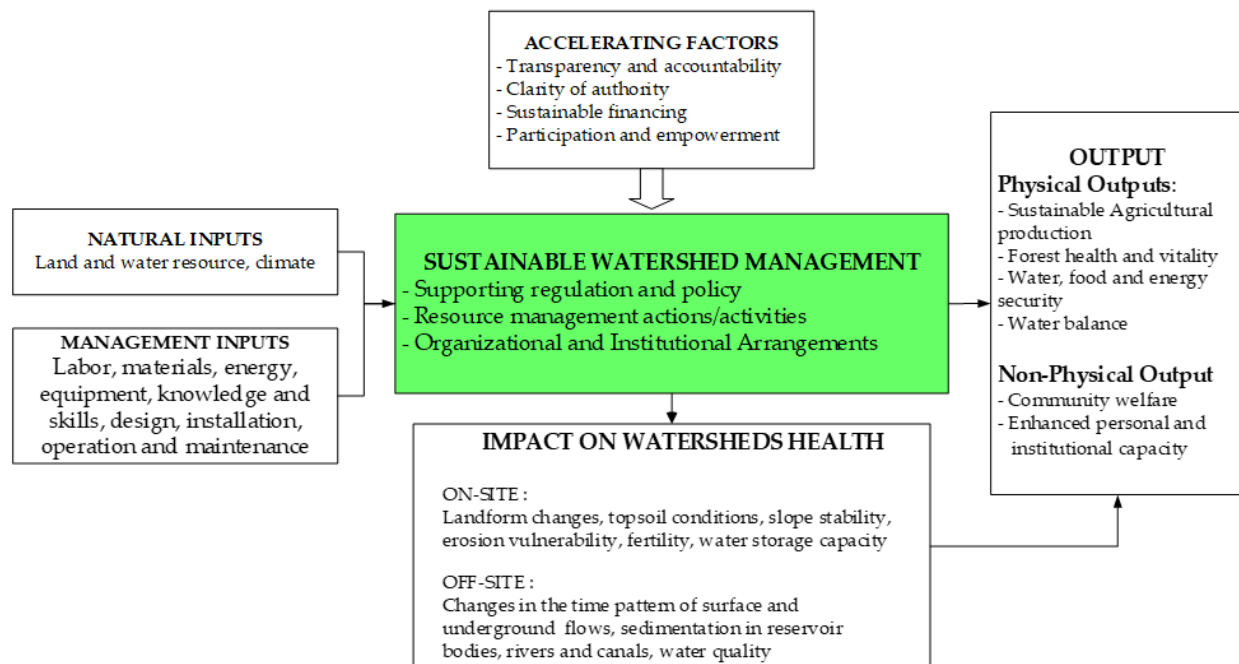 ACCELERATING FACTORS
- Transparency and accountability
- Clarity of authority
- Sustainable financing
- Participation and empowerment
NATURAL INPUTS
Land and water resource, climate
MANAGEMENT INPUTS
Labor, materials, energy,
equipment, knowledge and
skills, design, installation,
operation and maintenance
SUSTAINABLE WATERSHED MANAGEMENT
- Supporting regulation and policy
- Resource management actions/activities
- Organizational and Institutional Arrangements
OUTPUT
Physical Outputs:
- Sustainable Agricultural
production
- Forest health and vitality
- Water, food and energy
security
- Water balance
Non-Physical Output
- Community welfare
- Enhanced personal and
institutional capacity
IMPACT ON WATERSHEDS HEALTH
ON-SITE :
Landform changes, topsoil conditions, slope stability,
erosion vulnerability, fertility, water storage capacity
OFF-SITE :
Changes in the time pattern of surface and
underground flows, sedimentation in reservoir
bodies, rivers and canals, water quality